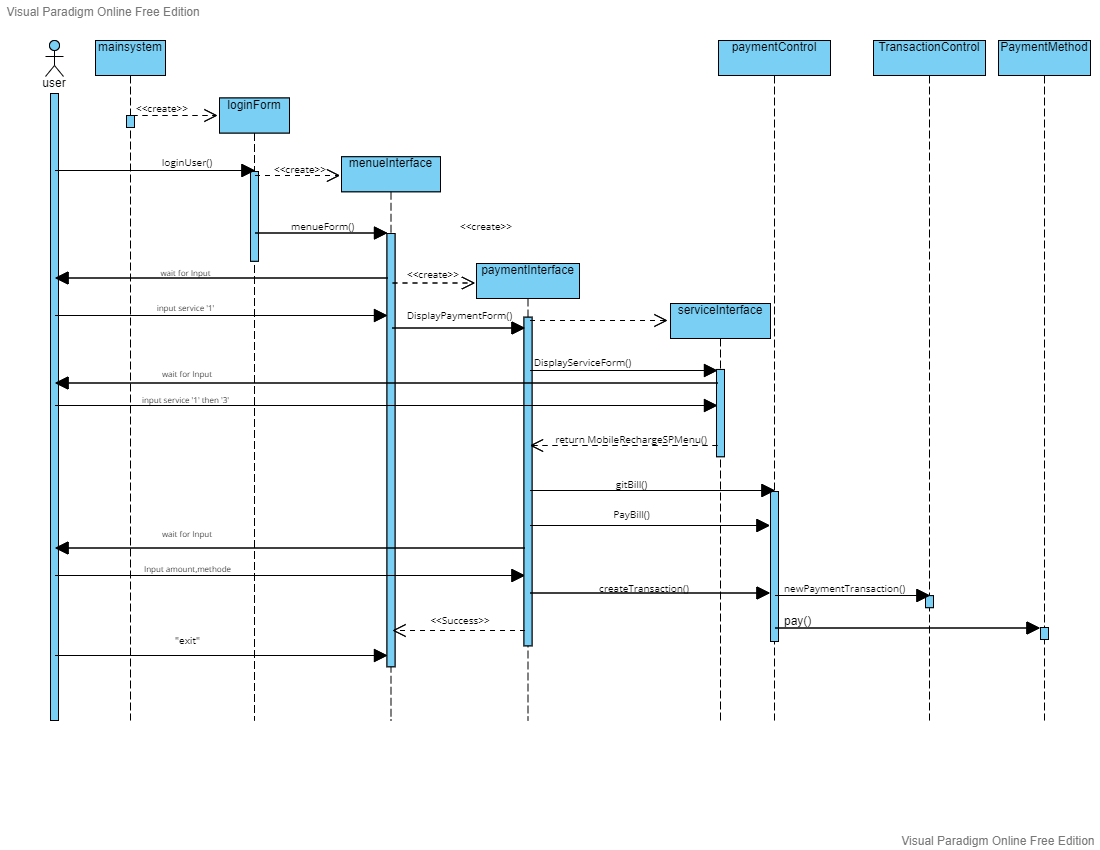 Visual Paradigm Online Free Edition
mainsystem
paymentControl
TransactionControl
PaymentMethod
user
<<create>>
loginForm
loginUser()
<<create>>
menueInterface
menueForm()
<<create>>
wait for Input
<<create>>
paymentInterface
input service '1'
DisplayPaymentForm()
serviceInterface
DisplayServiceForm()
wait for Input
input service '1' then '3'
return MobileRechargeSPMenu()
gitBill()
PayBill()
wait for Input
Input amount,methode
createTransaction()
newPaymentTransaction()
<<Success>>
pay()
"exit"
Visual Paradigm Online Free Edition